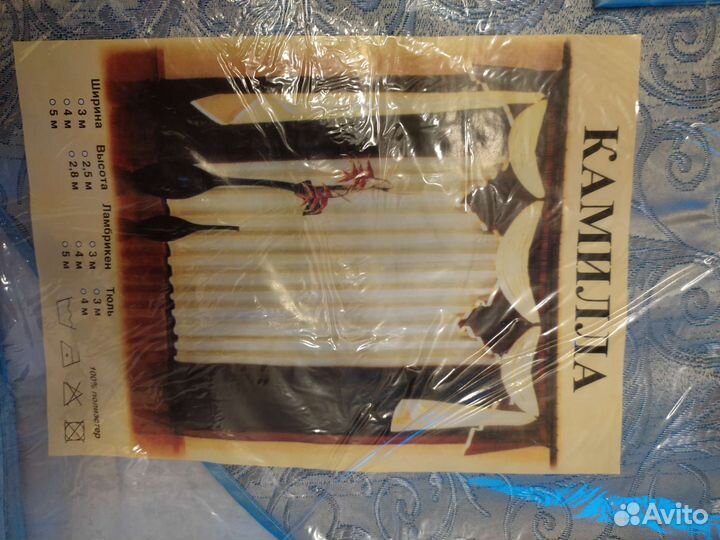 КАМИЛЛА
Ширина
3 м
4 м
5 м
Высота
2,5 м
2,8 м
Ламбрикен
3 м
4 м
5 м
Тюль
3 м
4 м
100% полиэстер
Avito